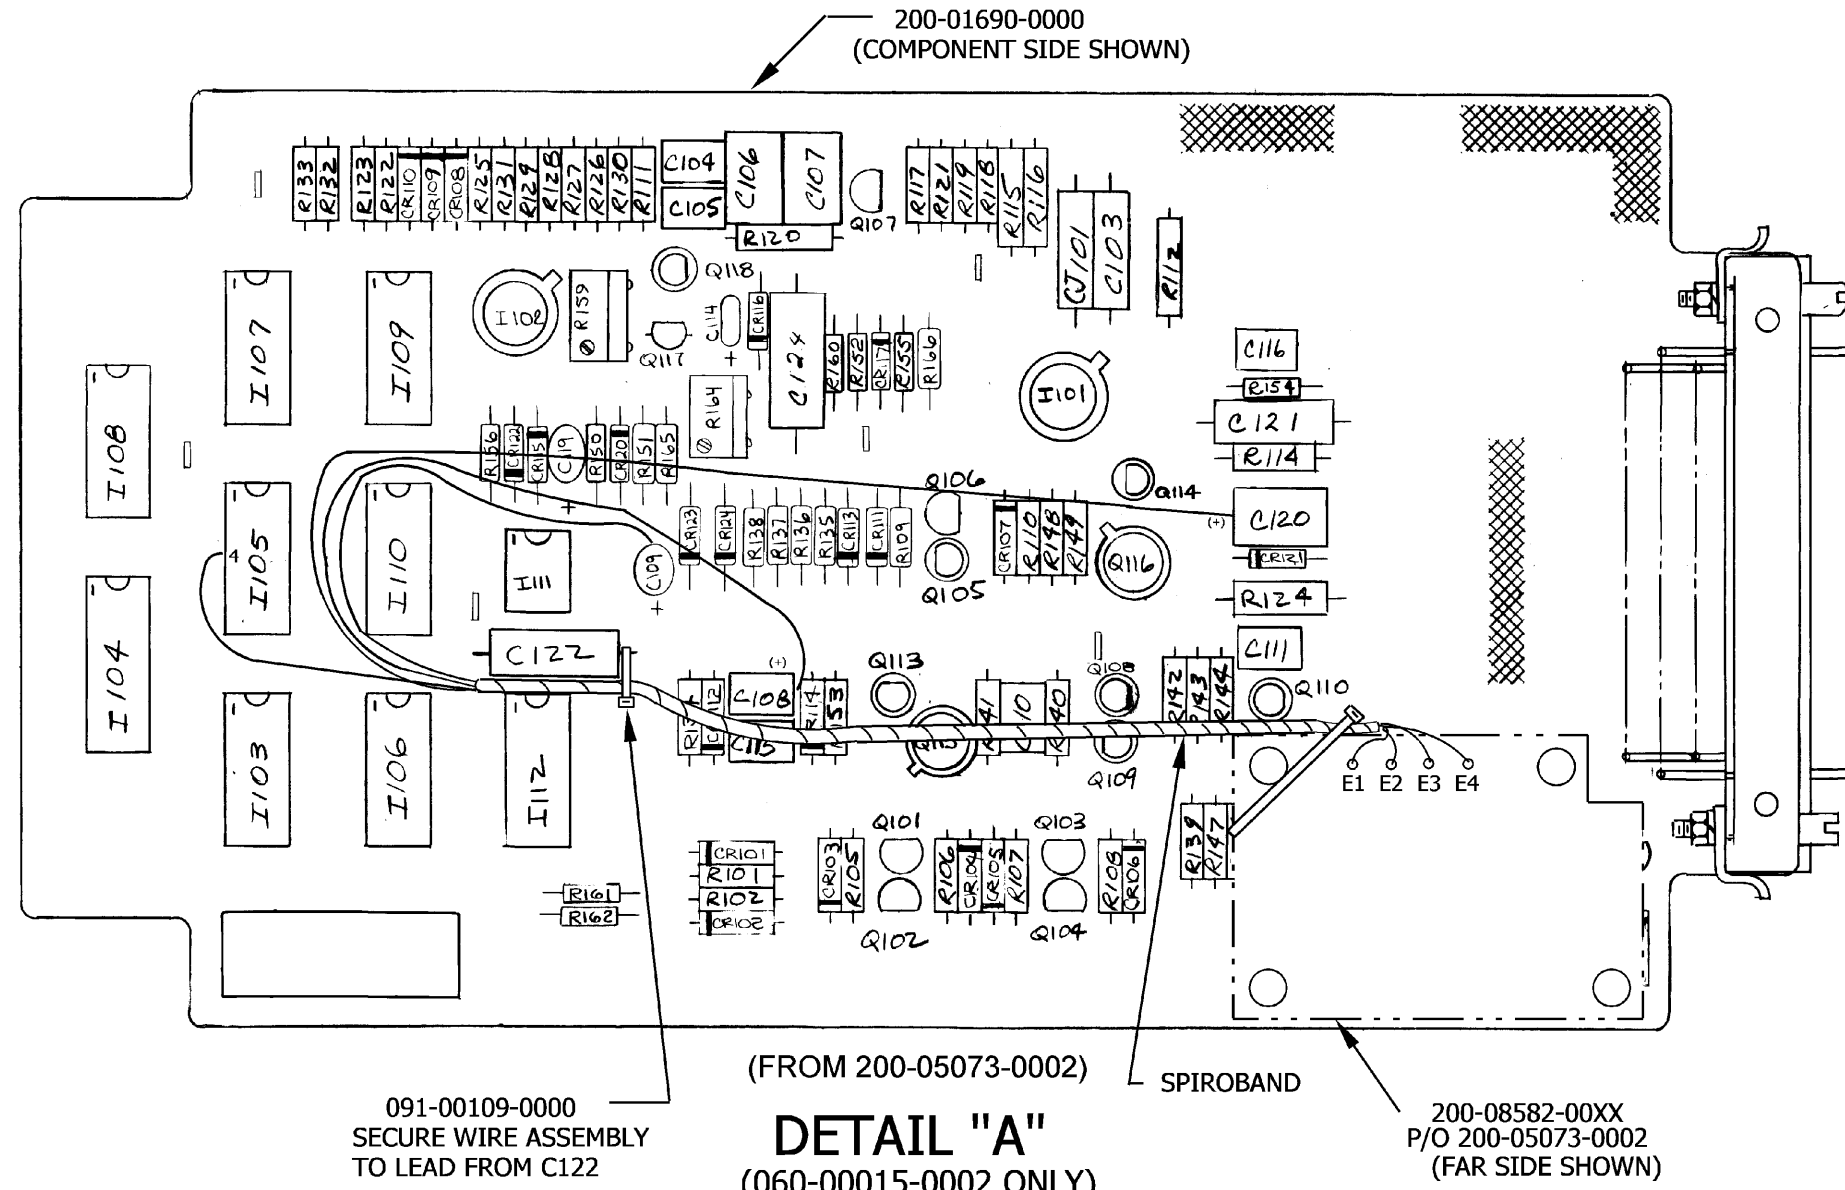 200-01690-0000
(COMPONENT SIDE SHOWN)
R133
R132
R123
R122
CR110
CR109
CR108
R125
R131
R129
R128
R127
R126
R130
R111
C104
C105
C106
C107
R120
Q107
R117
R121
R119
R118
R115
R116
CJ101
C103
R112
Q118
I107
I109
I102
R159
Q117
C114
+
CR116
C124
R160
R152
CR117
R155
R166
I101
C116
R154
C121
R114
I108
R164
R156
CR122
CR115
C119
+
R150
CR120
R151
R165
Q106
Q114
(+)
C120
I105
4
I110
I111
C109
+
CR123
CR124
R138
R137
R136
R135
CR113
CR111
R109
Q105
CR107
R110
R148
R149
Q116
CR121
R124
C111
I104
C122
(+)
C108
C115
R153
Q113
Q108
Q109
R142
R144
Q110
E1 E2 E3 E4
I103
I106
I112
R139
R147
CR101
R101
R102
CR102
R161
R162
CR103
R105
Q101
Q102
R106
CR104
CR105
R107
Q103
Q104
R108
CR106
(FROM 200-05073-0002)
SPIROBAND
091-00109-0000
SECURE WIRE ASSEMBLY
TO LEAD FROM C122
DETAIL "A"
(060-00015-0002 ONLY)
200-08582-00XX
P/O 200-05073-0002
(FAR SIDE SHOWN)